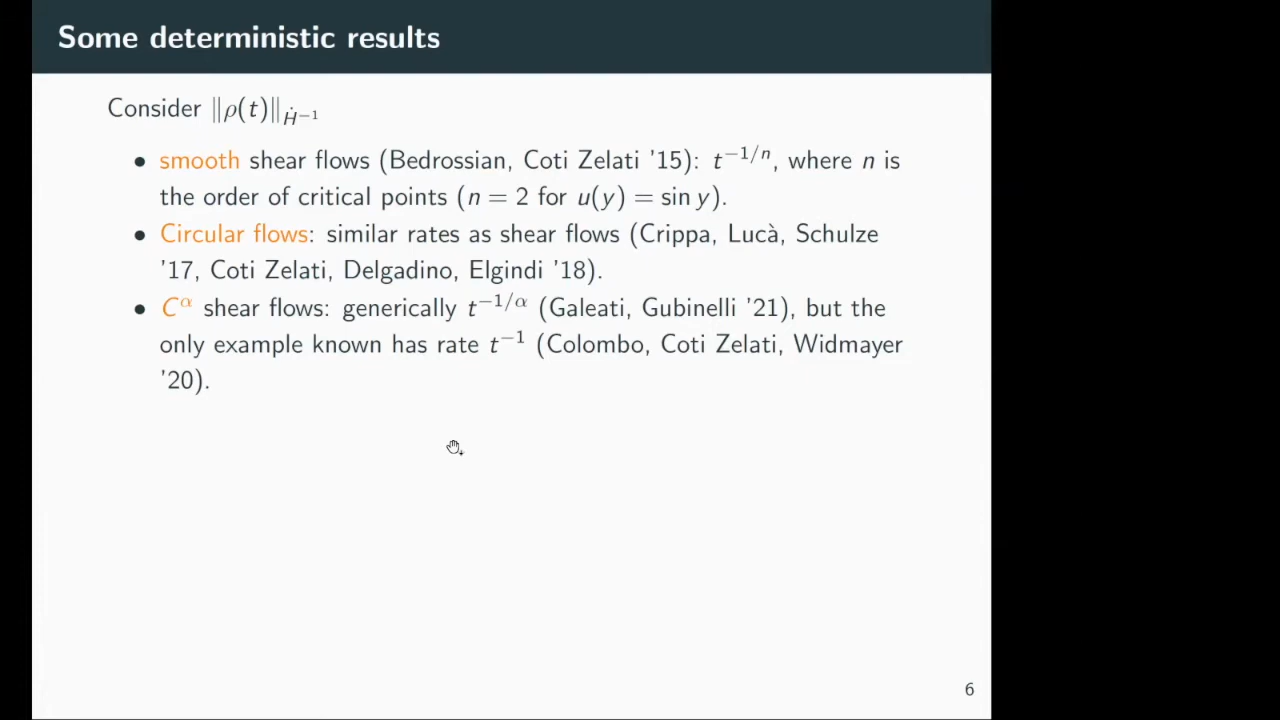 Some deterministic results
Consider ‖ρ(t)‖_{Ḣ^{-1}}
• smooth shear flows (Bedrossian, Coti Zelati '15): t^{-1/n}, where n is
the order of critical points (n = 2 for u(y) = sin y).
• Circular flows: similar rates as shear flows (Crippa, Lucà, Schulze
'17, Coti Zelati, Delgadino, Elgindi '18).
• C^α shear flows: generically t^{-1/α} (Galeati, Gubinelli '21), but the
only example known has rate t^{-1} (Colombo, Coti Zelati, Widmayer
'20).
6